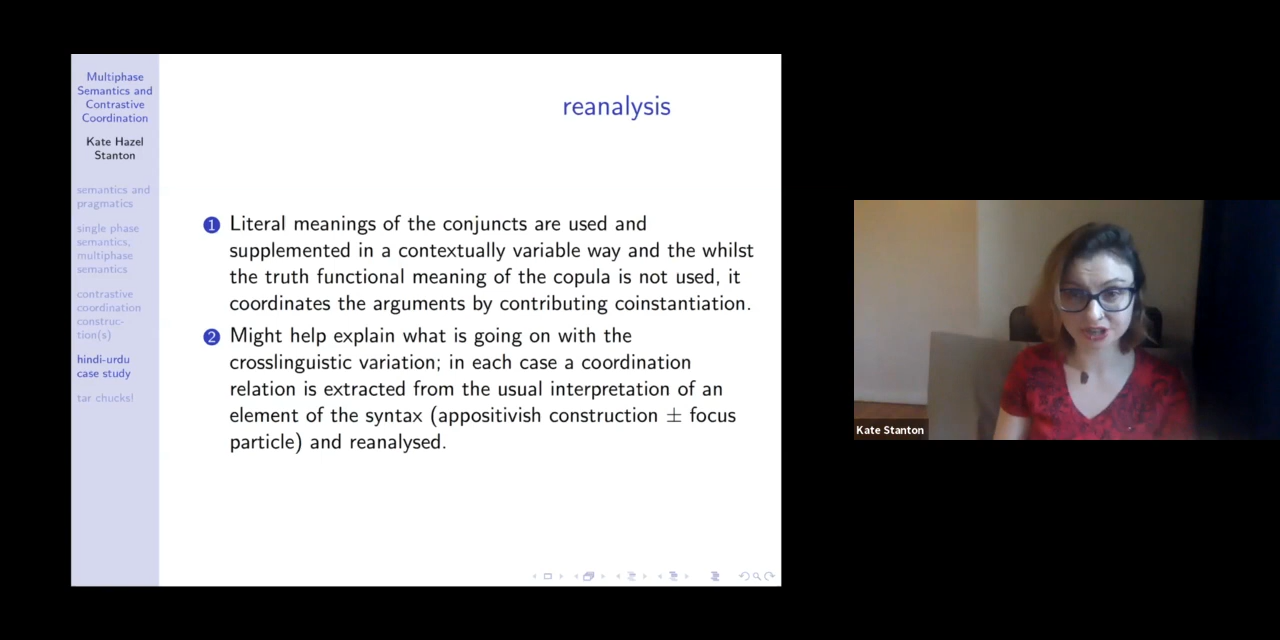 Multiphase
Semantics and
Contrastive
Coordination
Kate Hazel
Stanton
semantics and
pragmatics
single phase
semantics,
multiphase
semantics
contrastive
coordination
construc-
tion(s)
hindi-urdu
case study
tar chucks!
reanalysis
1 Literal meanings of the conjuncts are used and
supplemented in a contextually variable way and the whilst
the truth functional meaning of the copula is not used, it
coordinates the arguments by contributing coinstantiation.
2 Might help explain what is going on with the
crosslinguistic variation; in each case a coordination
relation is extracted from the usual interpretation of an
element of the syntax (appositivish construction ± focus
particle) and reanalysed.
Kate Stanton